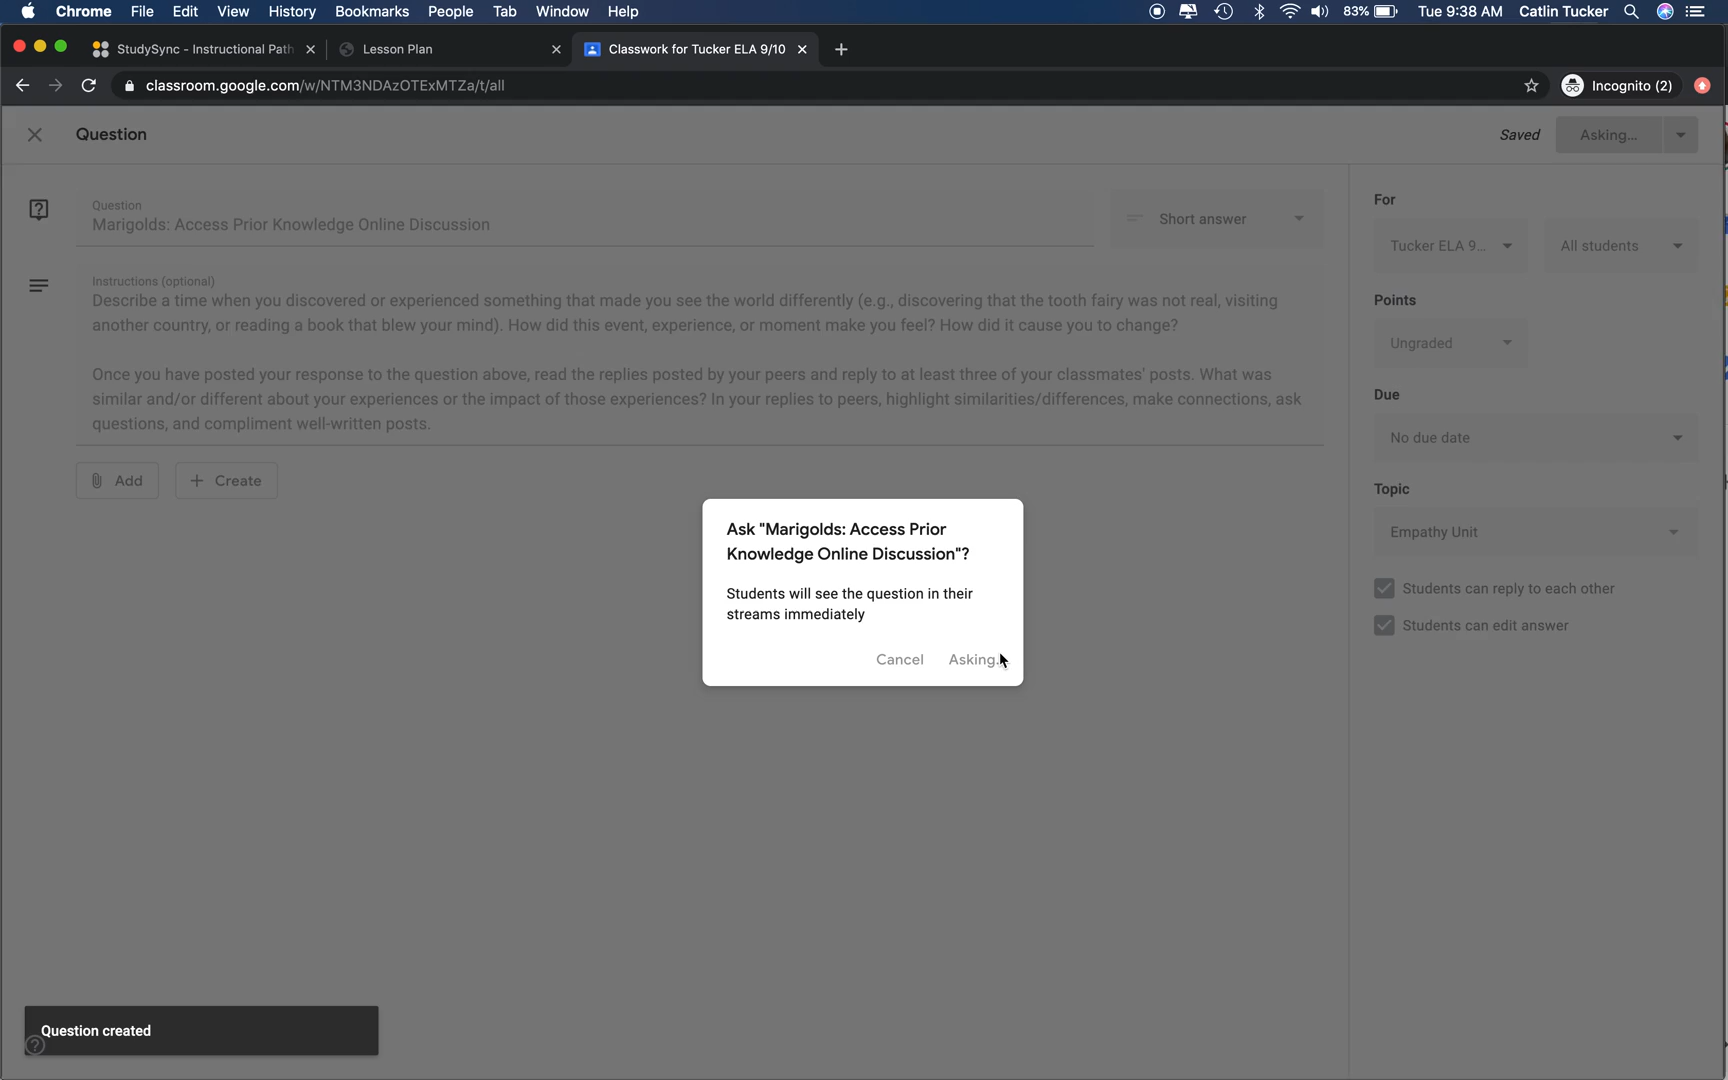 Chrome File Edit View History Bookmarks People Tab Window Help 83% Tue 9:38 AM Catlin Tucker
StudySync - Instructional Path Lesson Plan Classwork for Tucker ELA 9/10
classroom.google.com/w/NTM3NDAzOTExMTZa/t/all Incognito (2)
Question Saved Asking...
Question
Marigolds: Access Prior Knowledge Online Discussion
Short answer
Instructions (optional)
Describe a time when you discovered or experienced something that made you see the world differently (e.g., discovering that the tooth fairy was not real, visiting
another country, or reading a book that blew your mind). How did this event, experience, or moment make you feel? How did it cause you to change?
Once you have posted your response to the question above, read the replies posted by your peers and reply to at least three of your classmates' posts. What was
similar and/or different about your experiences or the impact of those experiences? In your replies to peers, highlight similarities/differences, make connections, ask
questions, and compliment well-written posts.
Add + Create
For
Tucker ELA 9... All students
Points
Ungraded
Due
No due date
Topic
Empathy Unit
Students can reply to each other
Students can edit answer
Ask "Marigolds: Access Prior
Knowledge Online Discussion"?
Students will see the question in their
streams immediately
Cancel Asking...
Question created